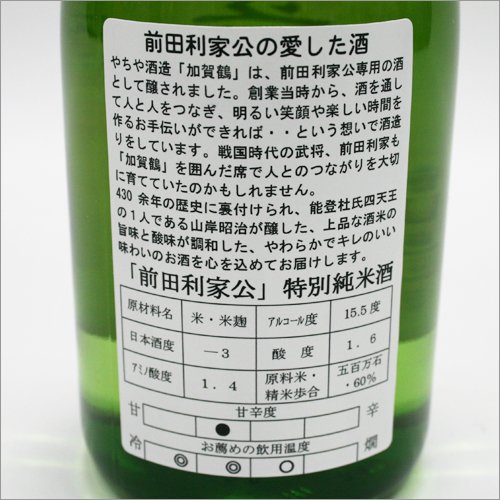 前田利家公の愛した酒
やちや酒造「加賀鶴」は、前田利家公専用の酒
として醸されました。創業当時から、酒を通し
て人と人をつなぎ、明るい笑顔や楽しい時間を
作るお手伝いができれば・・という想いで酒造
りをしています。戦国時代の武将、前田利家も
「加賀鶴」を囲んだ席で人とのつながりを大切
に育てていたのかもしれません。
430 余年の歴史に裏付けられ、能登杜氏四天王
の１人である山岸昭治が醸した、上品な酒米の
旨味と酸味が調和した、やわらかでキレのいい
味わいのお酒を心を込めてお届けします。
「前田利家公」特別純米酒
原材料名 米・米麹 アルコール度 15.5度
日本酒度 －3 酸度 1.6
アミノ酸度 1.4 原料米・精米歩合 五百万石・60%
甘 甘辛度 辛
お薦めの飲用温度 燗